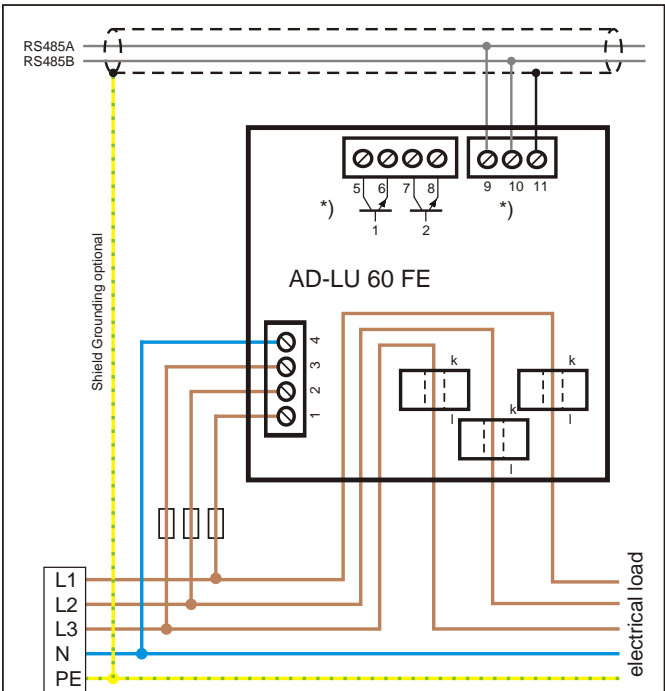 RS485A
RS485B
5 6 7 8 9 10 11
*) 1 2 *)
AD-LU 60 FE
Shield Grounding optional
4
3
2
1
k k
k
l l
l
L1
L2
L3
N
PE
electrical load